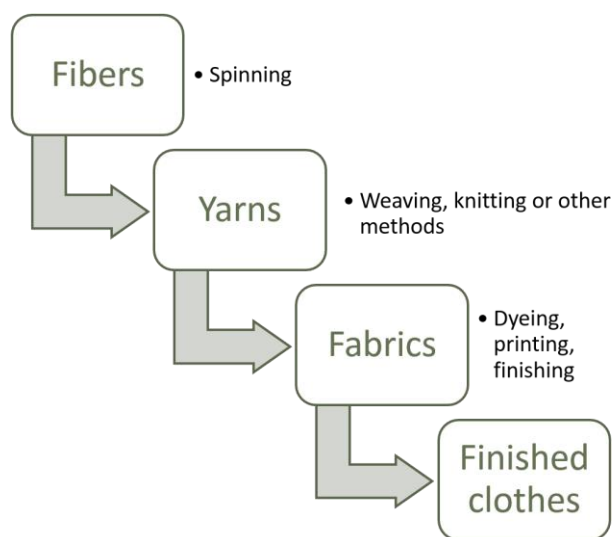 Fibers
• Spinning
Yarns
• Weaving, knitting or other
methods
Fabrics
• Dyeing,
printing,
finishing
Finished
clothes